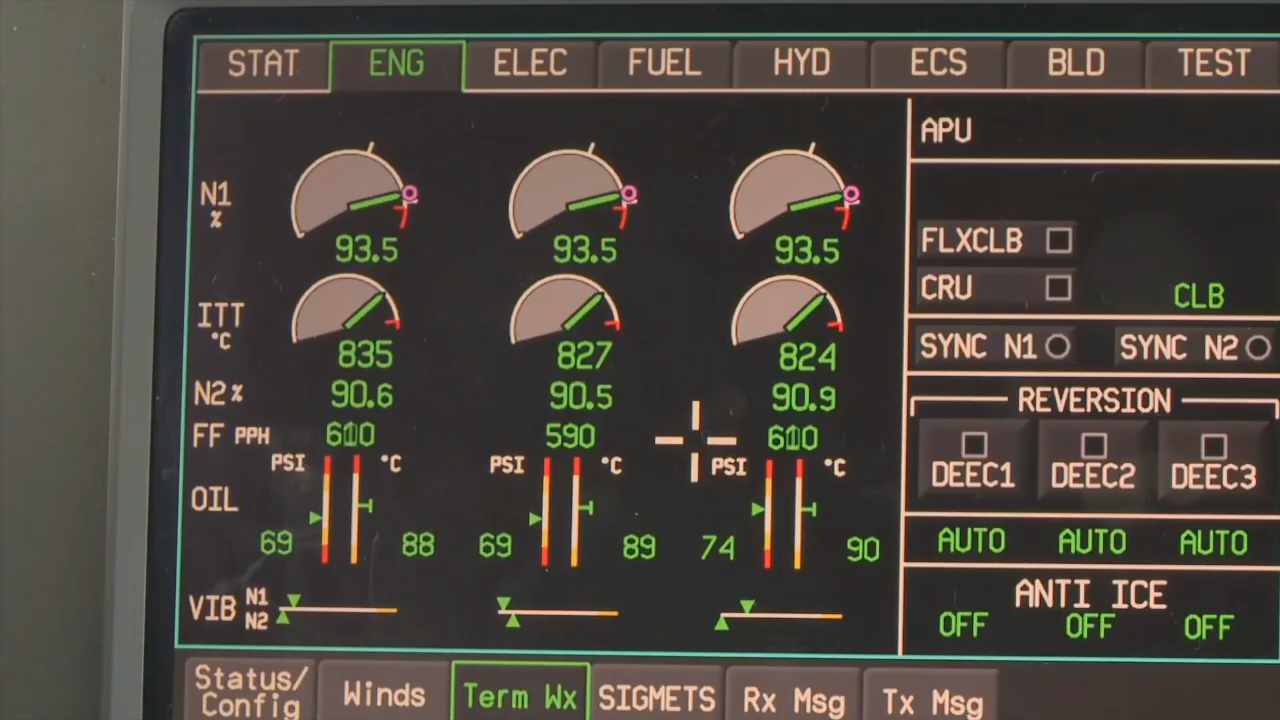 STAT ENG ELEC FUEL HYD ECS BLD TEST
APU
N1
%
93.5 93.5 93.5
FLXCLB
CRU
CLB
ITT
°C
835 827 824
SYNC N1 SYNC N2
N2 % 90.6 90.5 90.9
REVERSION
FF PPH 590
DEEC1 DEEC2 DEEC3
PSI °C PSI °C PSI °C
OIL
69 88 69 89 74 90
AUTO AUTO AUTO
ANTI ICE
OFF OFF OFF
VIB N1
N2
Status/
Config
Winds
Term Wx
SIGMETS
Rx Msg
Tx Msg